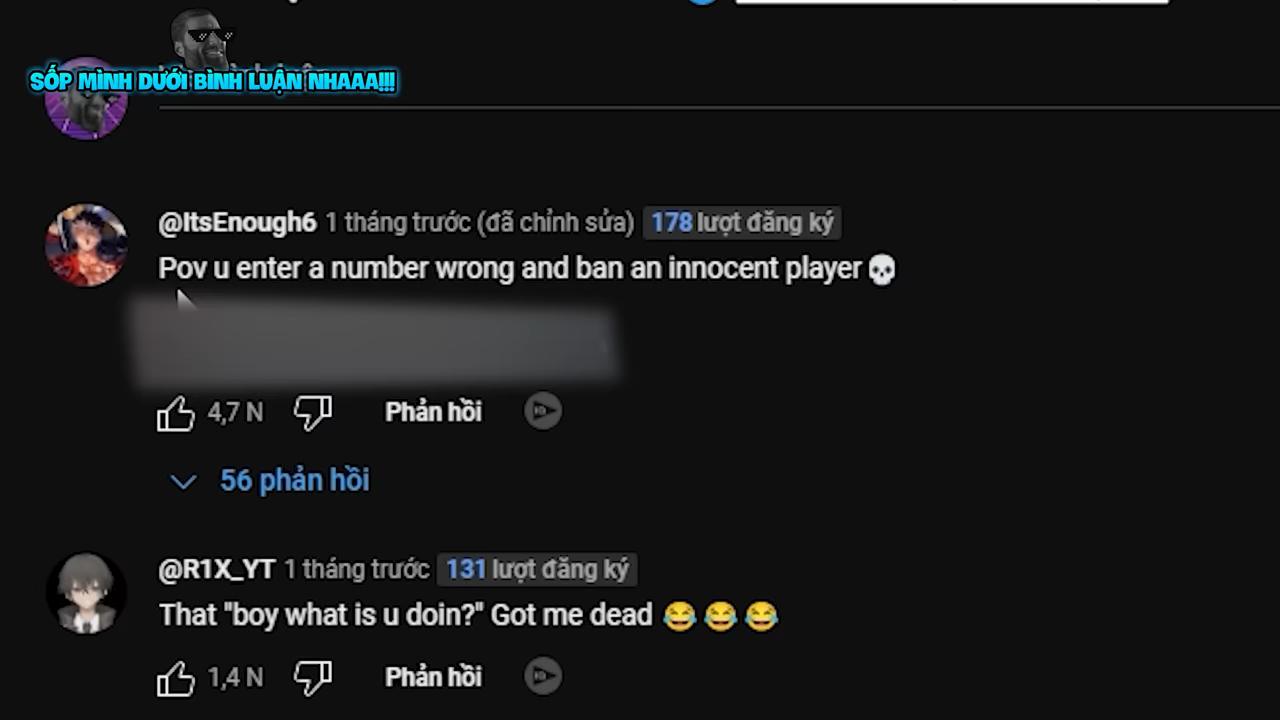 SỐP MÌNH DƯỚI BÌNH LUẬN NHAAA!!!
@ItsEnough6 1 tháng trước (đã chỉnh sửa) 178 lượt đăng ký
Pov u enter a number wrong and ban an innocent player 💀
4,7 N Phản hồi
56 phản hồi
@R1X_YT 1 tháng trước 131 lượt đăng ký
That "boy what is u doin?" Got me dead 😂 😂 😂
1,4 N Phản hồi